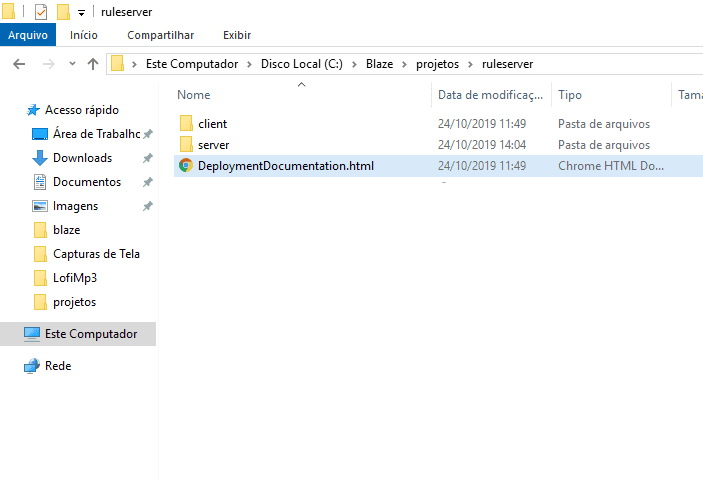 ruleserver
Arquivo Início Compartilhar Exibir
Este Computador Disco Local (C:) Blaze projetos ruleserver
Nome Data de modificaç... Tipo Tama
Acesso rápido
Área de Trabalho
Downloads
Documentos
Imagens
blaze
Capturas de Tela
LofiMp3
projetos
Este Computador
Rede
client 24/10/2019 11:49 Pasta de arquivos
server 24/10/2019 14:04 Pasta de arquivos
DeploymentDocumentation.html 24/10/2019 11:49 Chrome HTML Do...